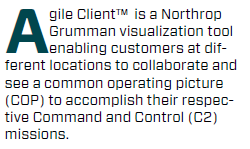 Agile Client™ is a Northrop
Grumman visualization tool
enabling customers at dif-
ferent locations to collaborate and
see a common operating picture
(COP) to accomplish their respec-
tive Command and Control (C2)
missions.